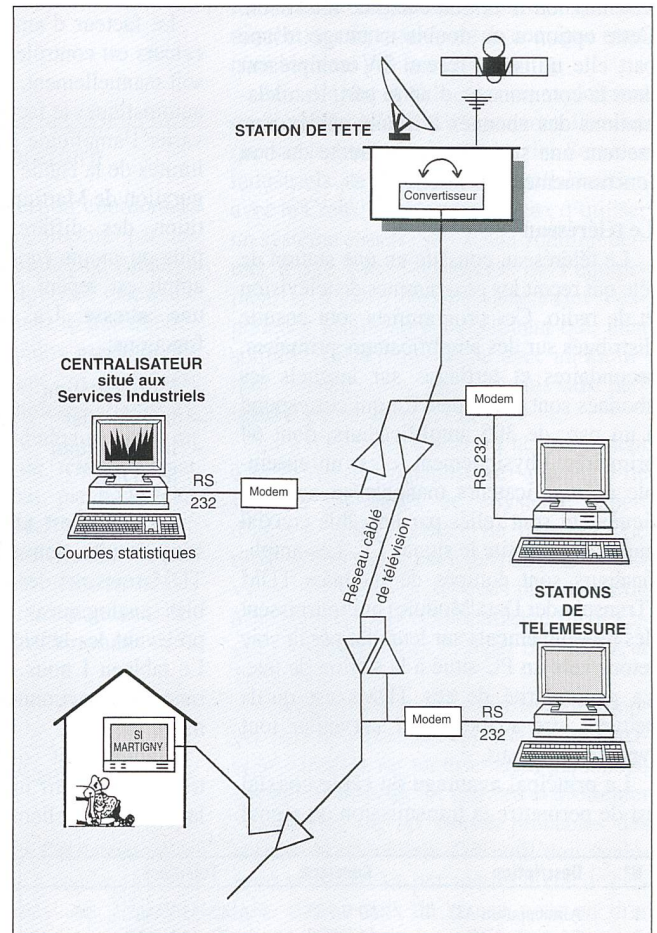 STATION DE TETE
Convertisseur
CENTRALISATEUR
situé aux
Services Industriels
Modem
RS 232
RS
232
Modem
Courbes statistiques
Réseau câblé
de télévision
STATIONS
DE
TELEMESURE
SI
MARTIGNY
Modem
RS
232